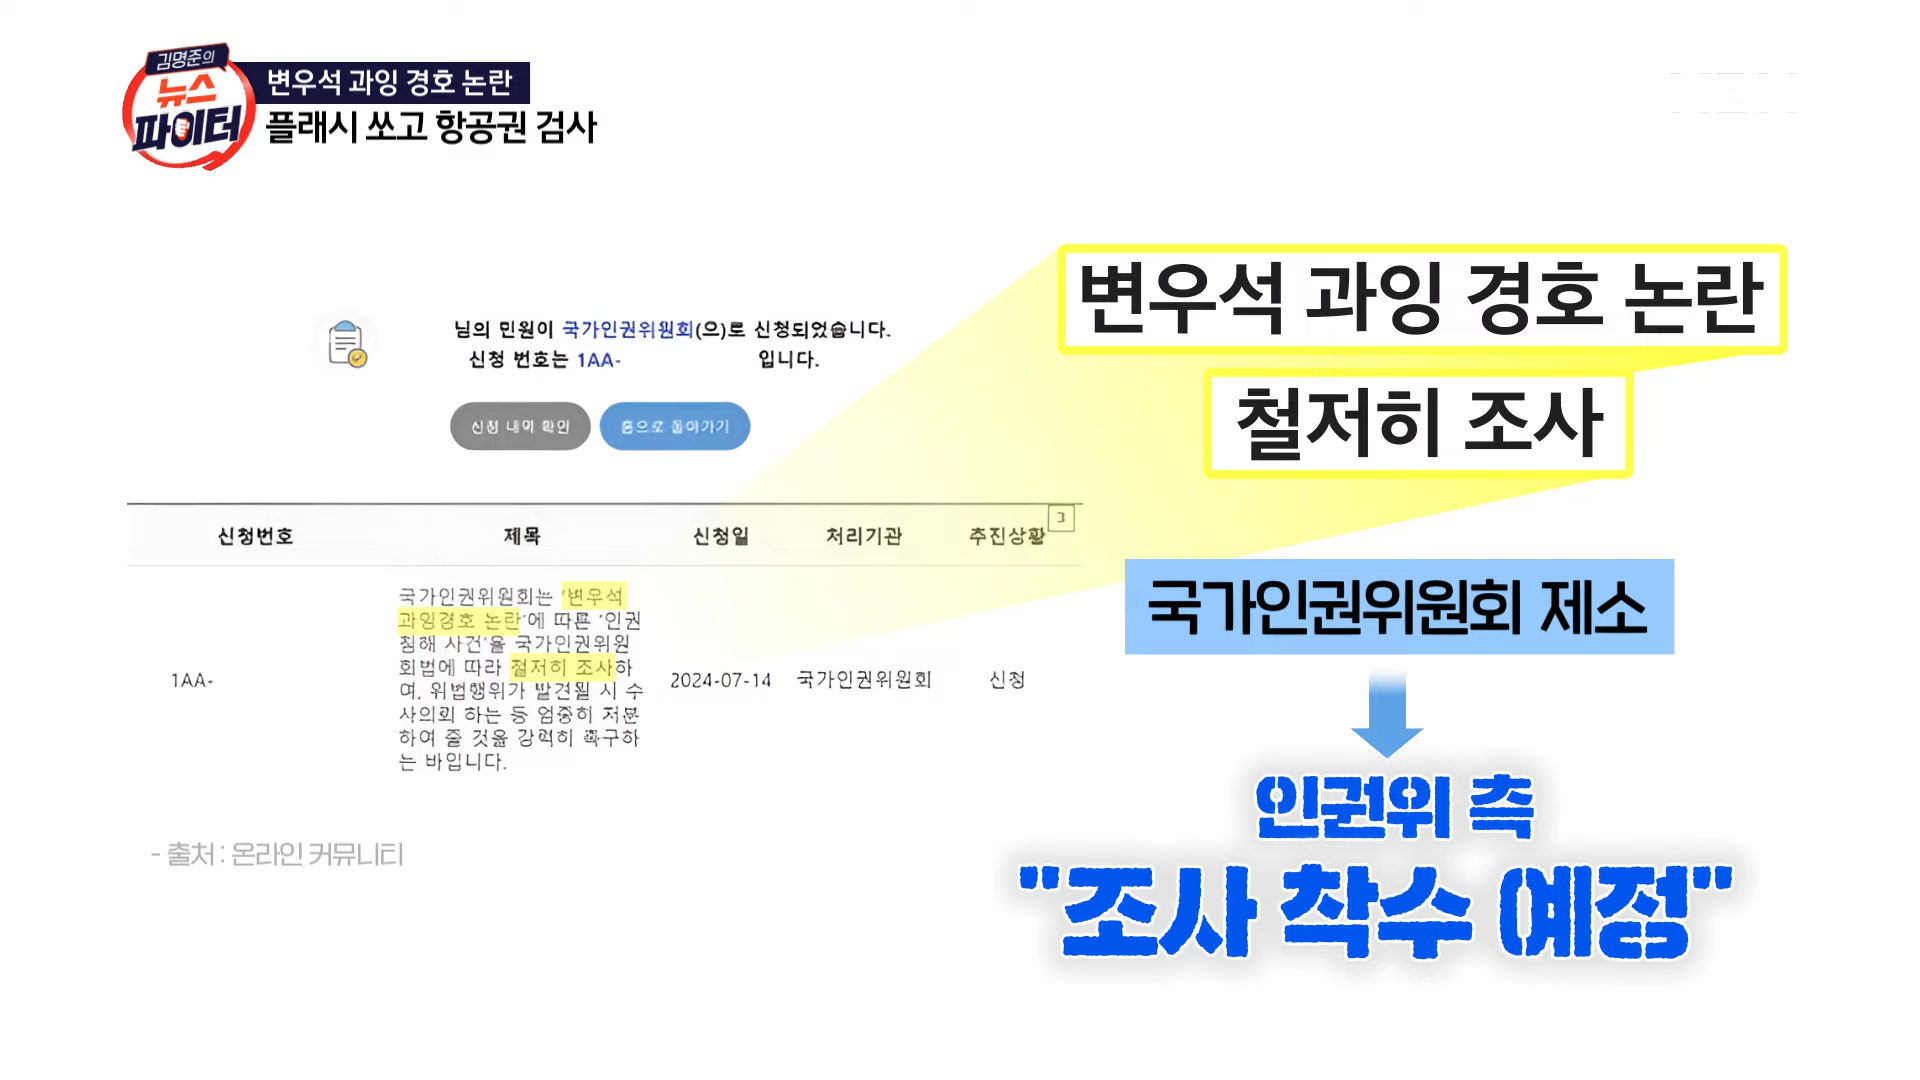 김명준의
뉴스
파이터
변우석 과잉 경호 논란
플래시 쏘고 항공권 검사
님의 민원이 국가인권위원회(으)로 신청되었습니다.
신청 번호는 1AA- 입니다.
신청 내역 확인
홈으로 돌아가기
신청번호 제목 신청일 처리기관 추진상황 3
국가인권위원회는 '변우석
과잉경호 논란'에 따른 '인권
침해 사건'을 국가인권위원
회법에 따라 철저히 조사하
며, 위법행위가 발견될 시 수
사의뢰 하는 등 엄중히 처분
하여 줄 것을 강력히 촉구하
는 바입니다.
1AA- 2024-07-14 국가인권위원회 신청
- 출처 : 온라인 커뮤니티
변우석 과잉 경호 논란
철저히 조사
국가인권위원회 제소
인권위 측
"조사 착수 예정"